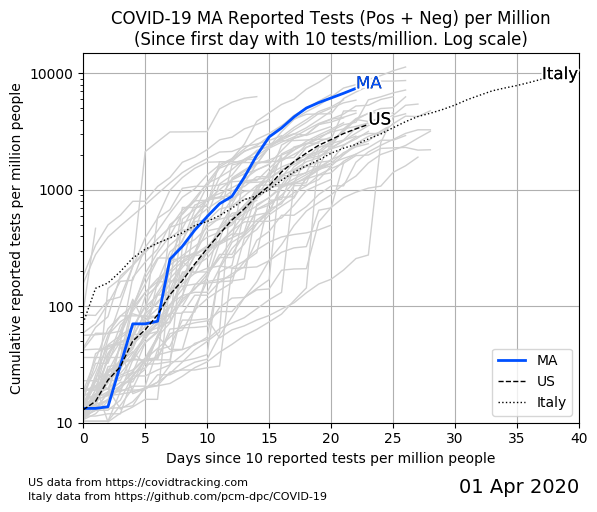 COVID-19 MA Reported Tests (Pos + Neg) per Million
(Since first day with 10 tests/million. Log scale)
Cumulative reported tests per million people
10000
1000
100
10
MA
US
Italy
MA
US
Italy
0 5 10 15 20 25 30 35 40
Days since 10 reported tests per million people
US data from https://covidtracking.com
Italy data from https://github.com/pcm-dpc/COVID-19
01 Apr 2020